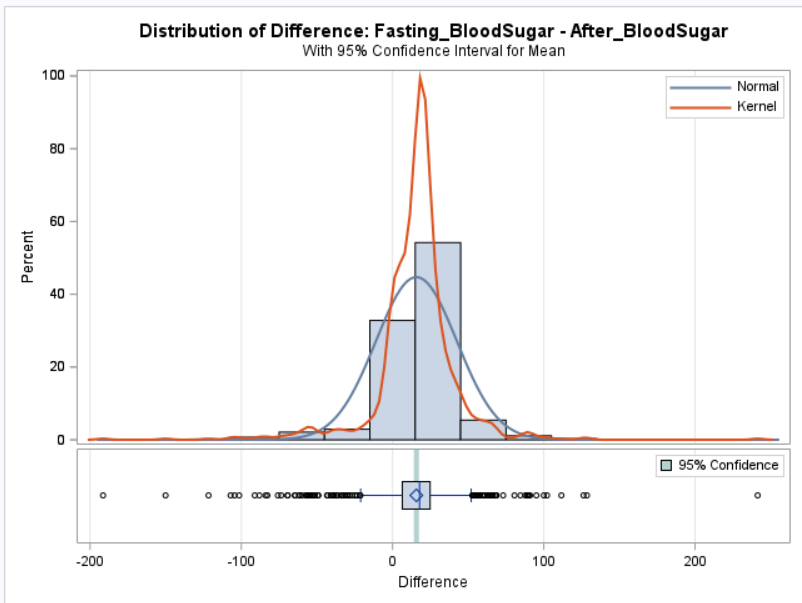 Distribution of Difference: Fasting_BloodSugar - After_BloodSugar
With 95% Confidence Interval for Mean
100
80
60
40
20
0
Percent
Normal
Kernel
95% Confidence
-200
-100
0
100
200
Difference